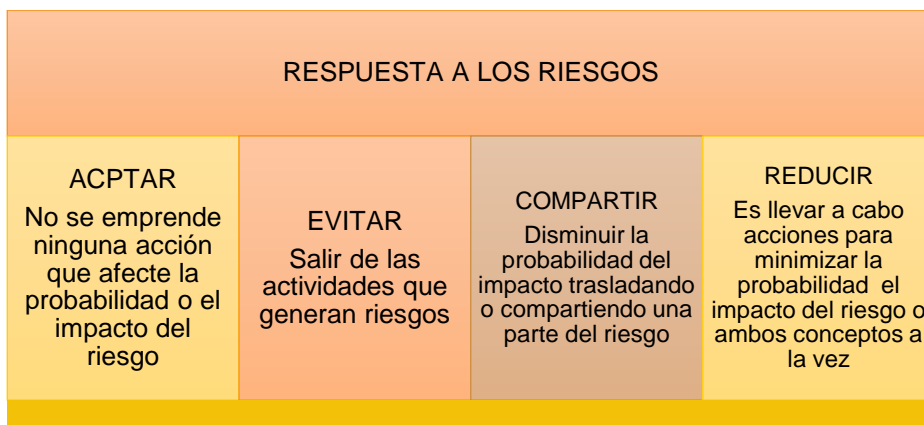 RESPUESTA A LOS RIESGOS
ACPTAR
No se emprende
ninguna acción
que afecte la
probabilidad o el
impacto del
riesgo
EVITAR
Salir de las
actividades que
generan riesgos
COMPARTIR
Disminuir la
probabilidad del
impacto trasladando
o compartiendo una
parte del riesgo
REDUCIR
Es llevar a cabo
acciones para
minimizar la
probabilidad  el
impacto del riesgo o
ambos conceptos a
la vez